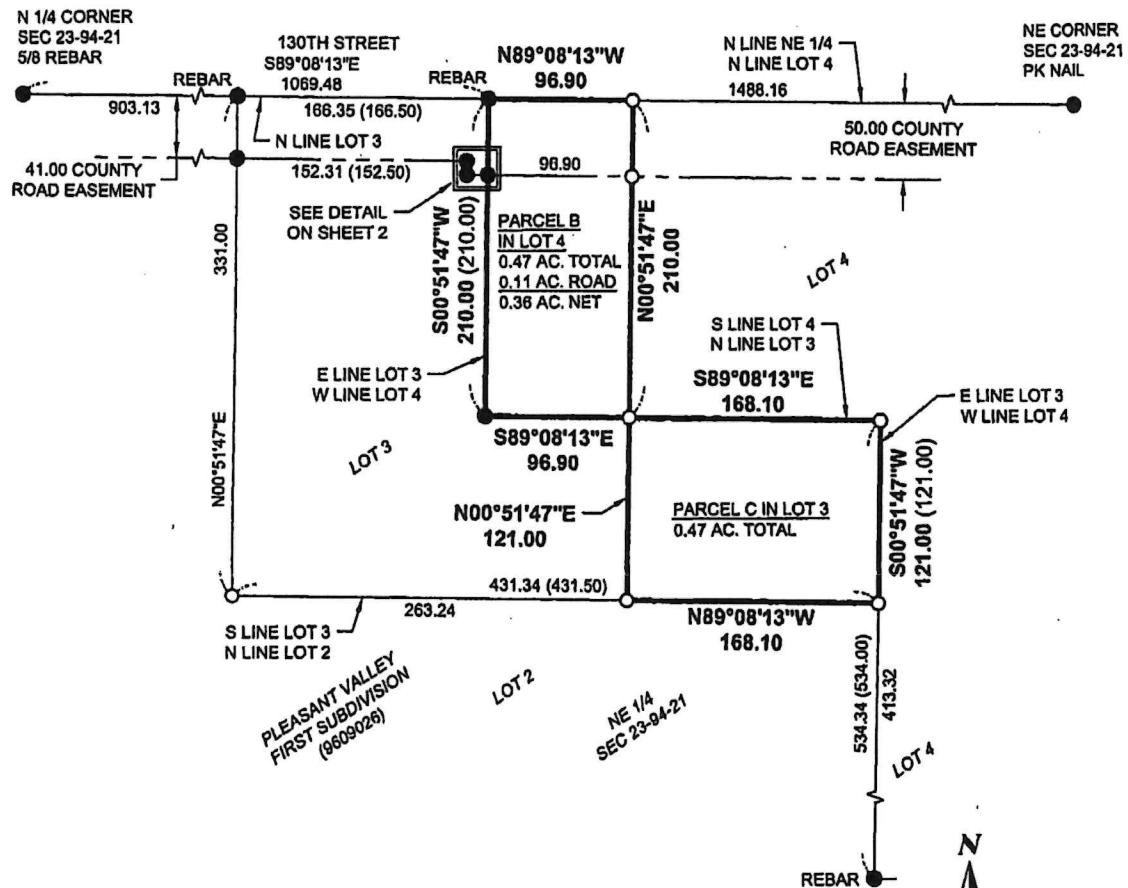 N 1/4 CORNER
SEC 23-94-21
5/8 REBAR
130TH STREET
S89°08'13"E
1069.48
REBAR
REBAR
N89°08'13"W
96.90
N LINE NE 1/4
N LINE LOT 4
NE CORNER
SEC 23-94-21
PK NAIL
903.13
166.35 (166.50)
1488.16
N LINE LOT 3
50.00 COUNTY
ROAD EASEMENT
41.00 COUNTY
ROAD EASEMENT
152.31 (152.50)
96.90
SEE DETAIL
ON SHEET 2
331.00
N00°51'47"E
S00°51'47"W
210.00 (210.00)
PARCEL B
IN LOT 4
0.47 AC. TOTAL
0.11 AC. ROAD
0.36 AC. NET
N00°51'47"E
210.00
LOT 4
S LINE LOT 4
N LINE LOT 3
E LINE LOT 3
W LINE LOT 4
S89°08'13"E
168.10
E LINE LOT 3
W LINE LOT 4
S89°08'13"E
96.90
LOT 3
N00°51'47"E
121.00
PARCEL C IN LOT 3
0.47 AC. TOTAL
S00°51'47"W
121.00 (121.00)
431.34 (431.50)
263.24
N89°08'13"W
168.10
S LINE LOT 3
N LINE LOT 2
PLEASANT VALLEY
FIRST SUBDIVISION
(9609026)
LOT 2
NE 1/4
SEC 23-94-21
534.34 (534.00)
413.32
LOT 4
N
REBAR